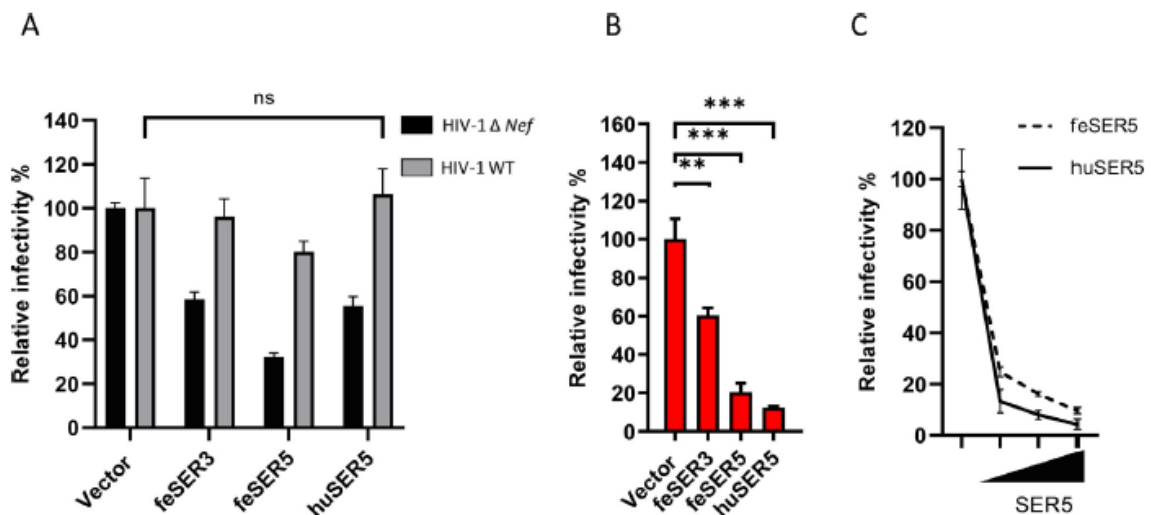 A
Relative infectivity %
140
120
100
80
60
40
20
0
ns
HIV-1 Δ Nef
HIV-1 WT
Vector
feSER3
feSER5
huSER5
B
Relative infectivity %
160
140
120
100
80
60
40
20
0
***
***
**
Vector
feSER3
feSER5
huSER5
C
Relative infectivity %
120
100
80
60
40
20
0
feSER5
huSER5
SER5